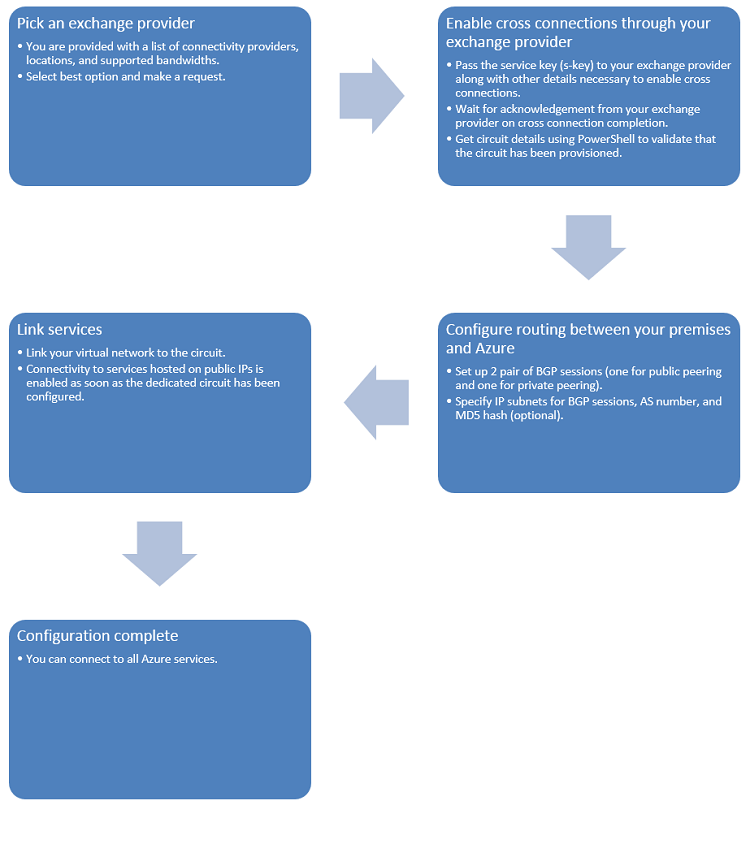 Pick an exchange provider
• You are provided with a list of connectivity providers,
locations, and supported bandwidths.
• Select best option and make a request.
Enable cross connections through your
exchange provider
• Pass the service key (s-key) to your exchange provider
along with other details necessary to enable cross
connections.
• Wait for acknowledgement from your exchange
provider on cross connection completion.
• Get circuit details using PowerShell to validate that
the circuit has been provisioned.
Configure routing between your premises
and Azure
• Set up 2 pair of BGP sessions (one for public peering
and one for private peering).
• Specify IP subnets for BGP sessions, AS number, and
MD5 hash (optional).
Link services
• Link your virtual network to the circuit.
• Connectivity to services hosted on public IPs is
enabled as soon as the dedicated circuit has been
configured.
Configuration complete
• You can connect to all Azure services.